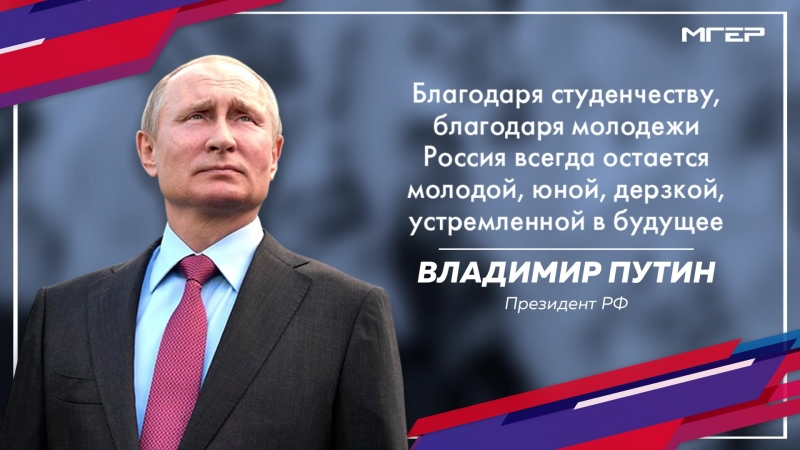 МГЕР
Благодаря студенчеству,
благодаря молодежи
Россия всегда остается
молодой, юной, дерзкой,
устремленной в будущее
ВЛАДИМИР ПУТИН
Президент РФ